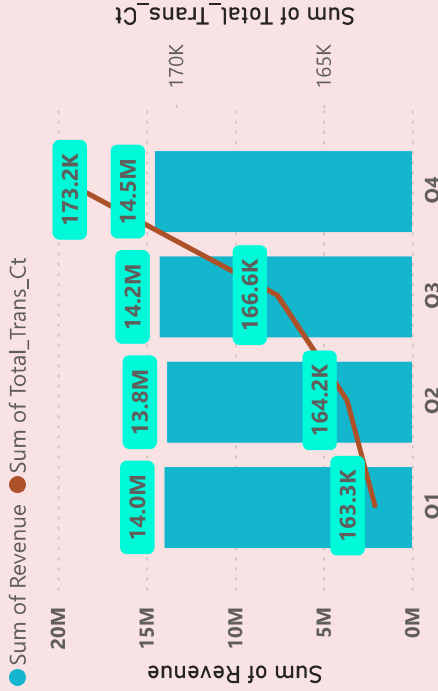 Sum of Revenue Sum of Total_Trans_Ct
20M
15M
10M
5M
0M
Sum of Revenue
14.0M
13.8M
14.2M
14.5M
163.3K
164.2K
166.6K
173.2K
Q1
Q2
Q3
Q4
170K
165K
Sum of Total_Trans_Ct